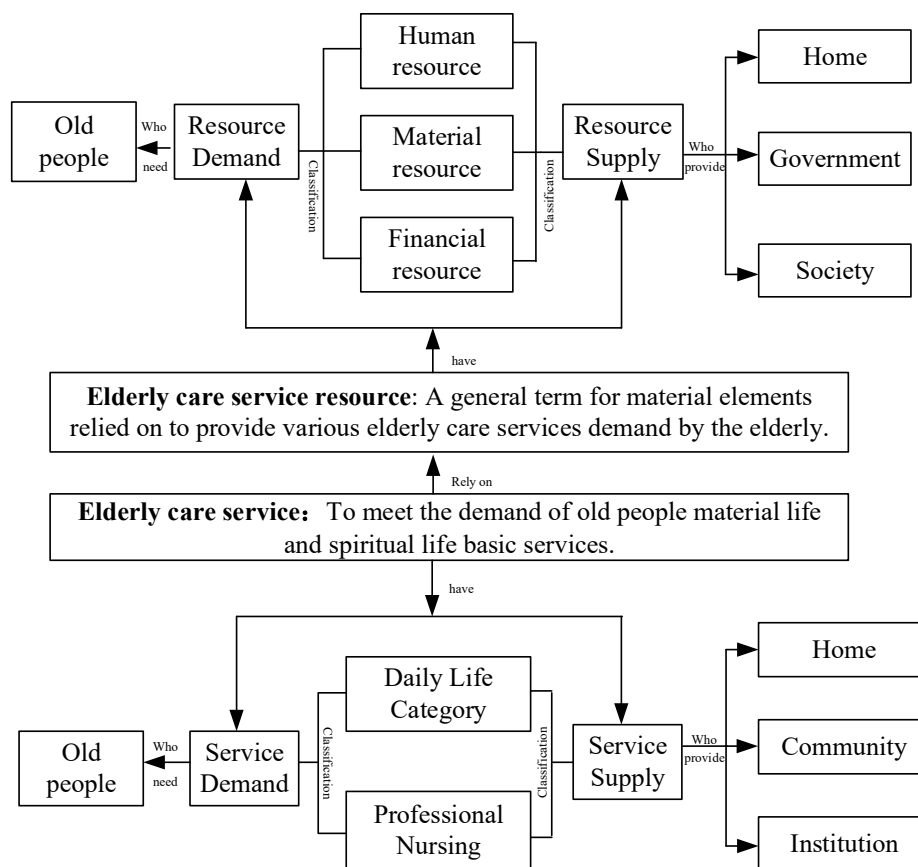 Human
resource
Home
Old
people
Who
need
Resource
Demand
Classification
Material
resource
Classification
Resource
Supply
Who
provide
Government
Financial
resource
Society
have
Elderly care service resource: A general term for material elements
relied on to provide various elderly care services demand by the elderly.
Rely on
Elderly care service：To meet the demand of old people material life
and spiritual life basic services.
have
Daily Life
Category
Home
Old
people
Who
need
Service
Demand
Classification
Classification
Service
Supply
Who
provide
Community
Professional
Nursing
Institution